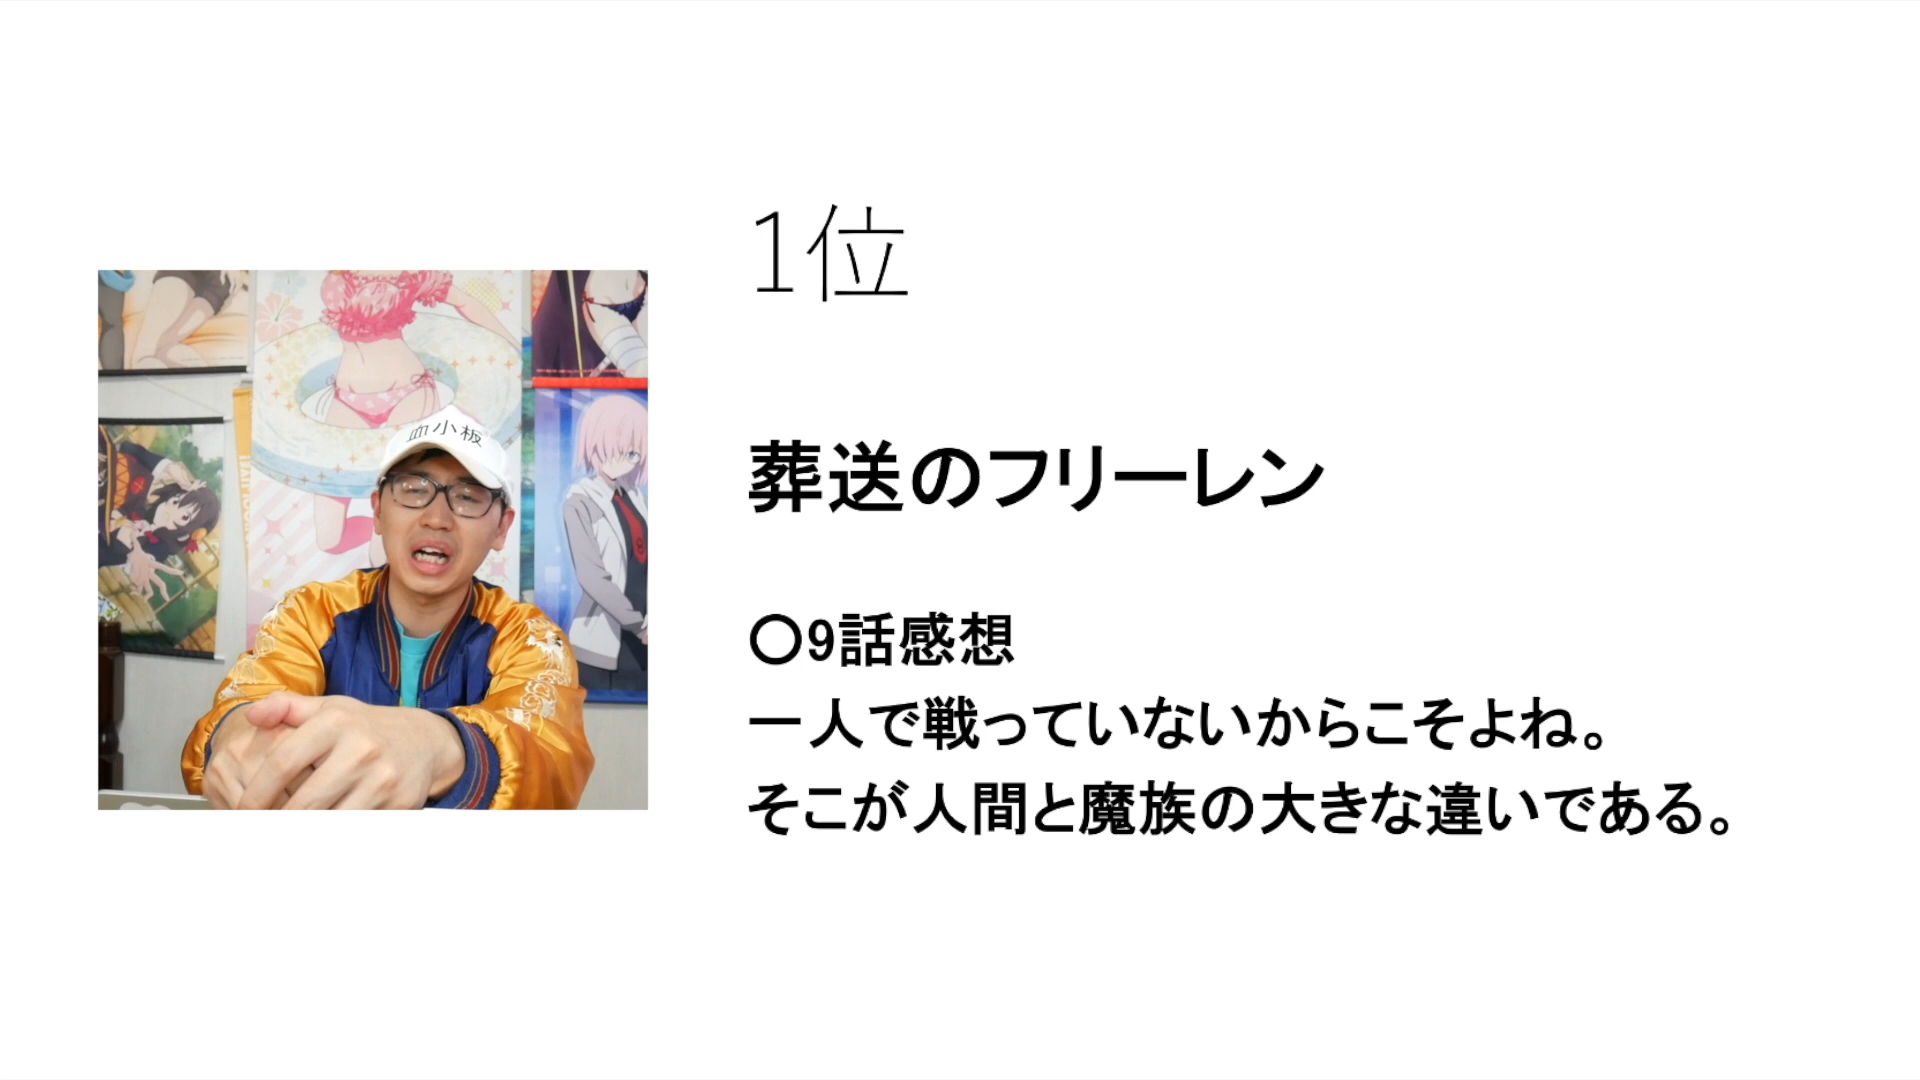 1位
葬送のフリーレン
〇9話感想
一人で戦っていないからこそよね。
そこが人間と魔族の大きな違いである。
血小板